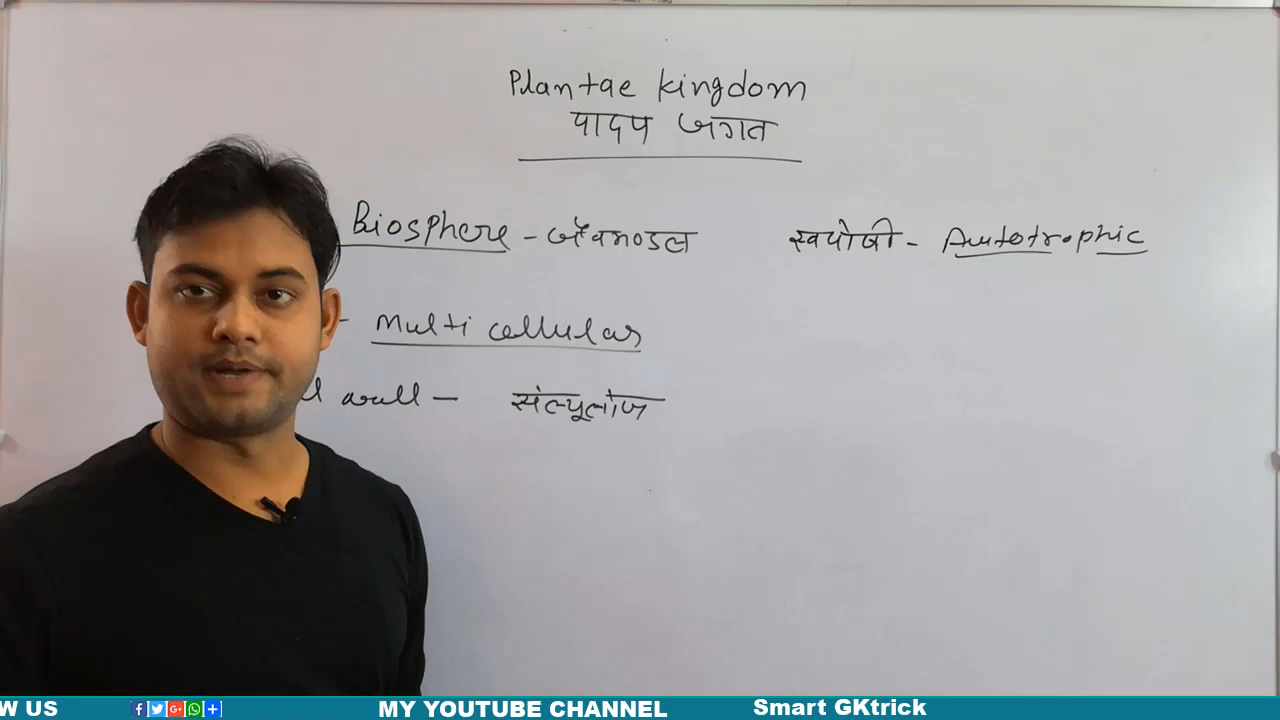 Plantae kingdom
पादप जगत
Biosphere - जैवमण्डल
स्वपोषी - Autotrophic
- Multi cellular
wall - सेल्यूलोज
W US
MY YOUTUBE CHANNEL
Smart GKtrick